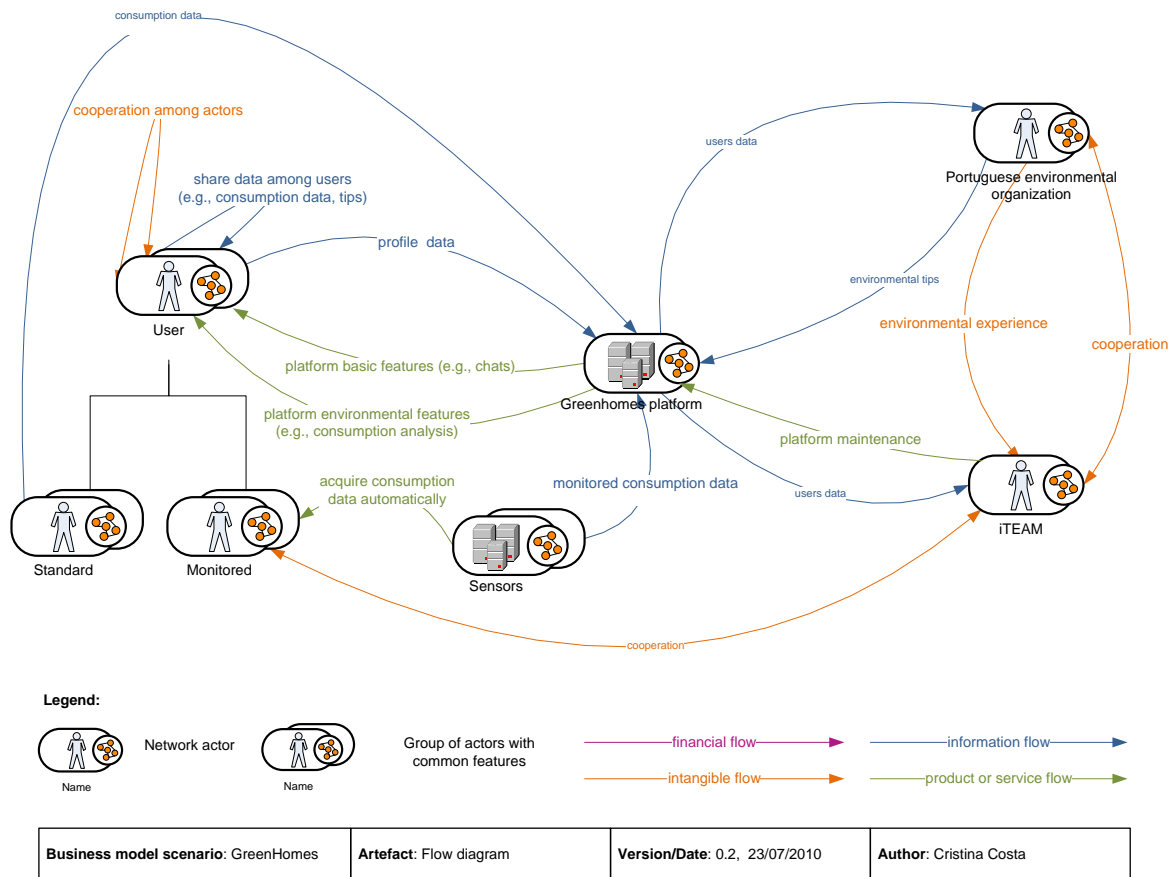 consumption data
cooperation among actors
share data among users
(e.g., consumption data, tips)
users data
Portuguese environmental
organization
profile  data
environmental tips
User
environmental experience
cooperation
platform basic features (e.g., chats)
Greenhomes platform
platform environmental features
(e.g., consumption analysis)
platform maintenance
acquire consumption
data automatically
monitored consumption data
users data
iTEAM
Standard
Monitored
Sensors
cooperation
Legend:
Network actor
Name
Group of actors with
common features
Name
financial flow
information flow
intangible flow
product or service flow
Business model scenario: GreenHomes
Artefact: Flow diagram
Version/Date: 0.2,  23/07/2010
Author: Cristina Costa